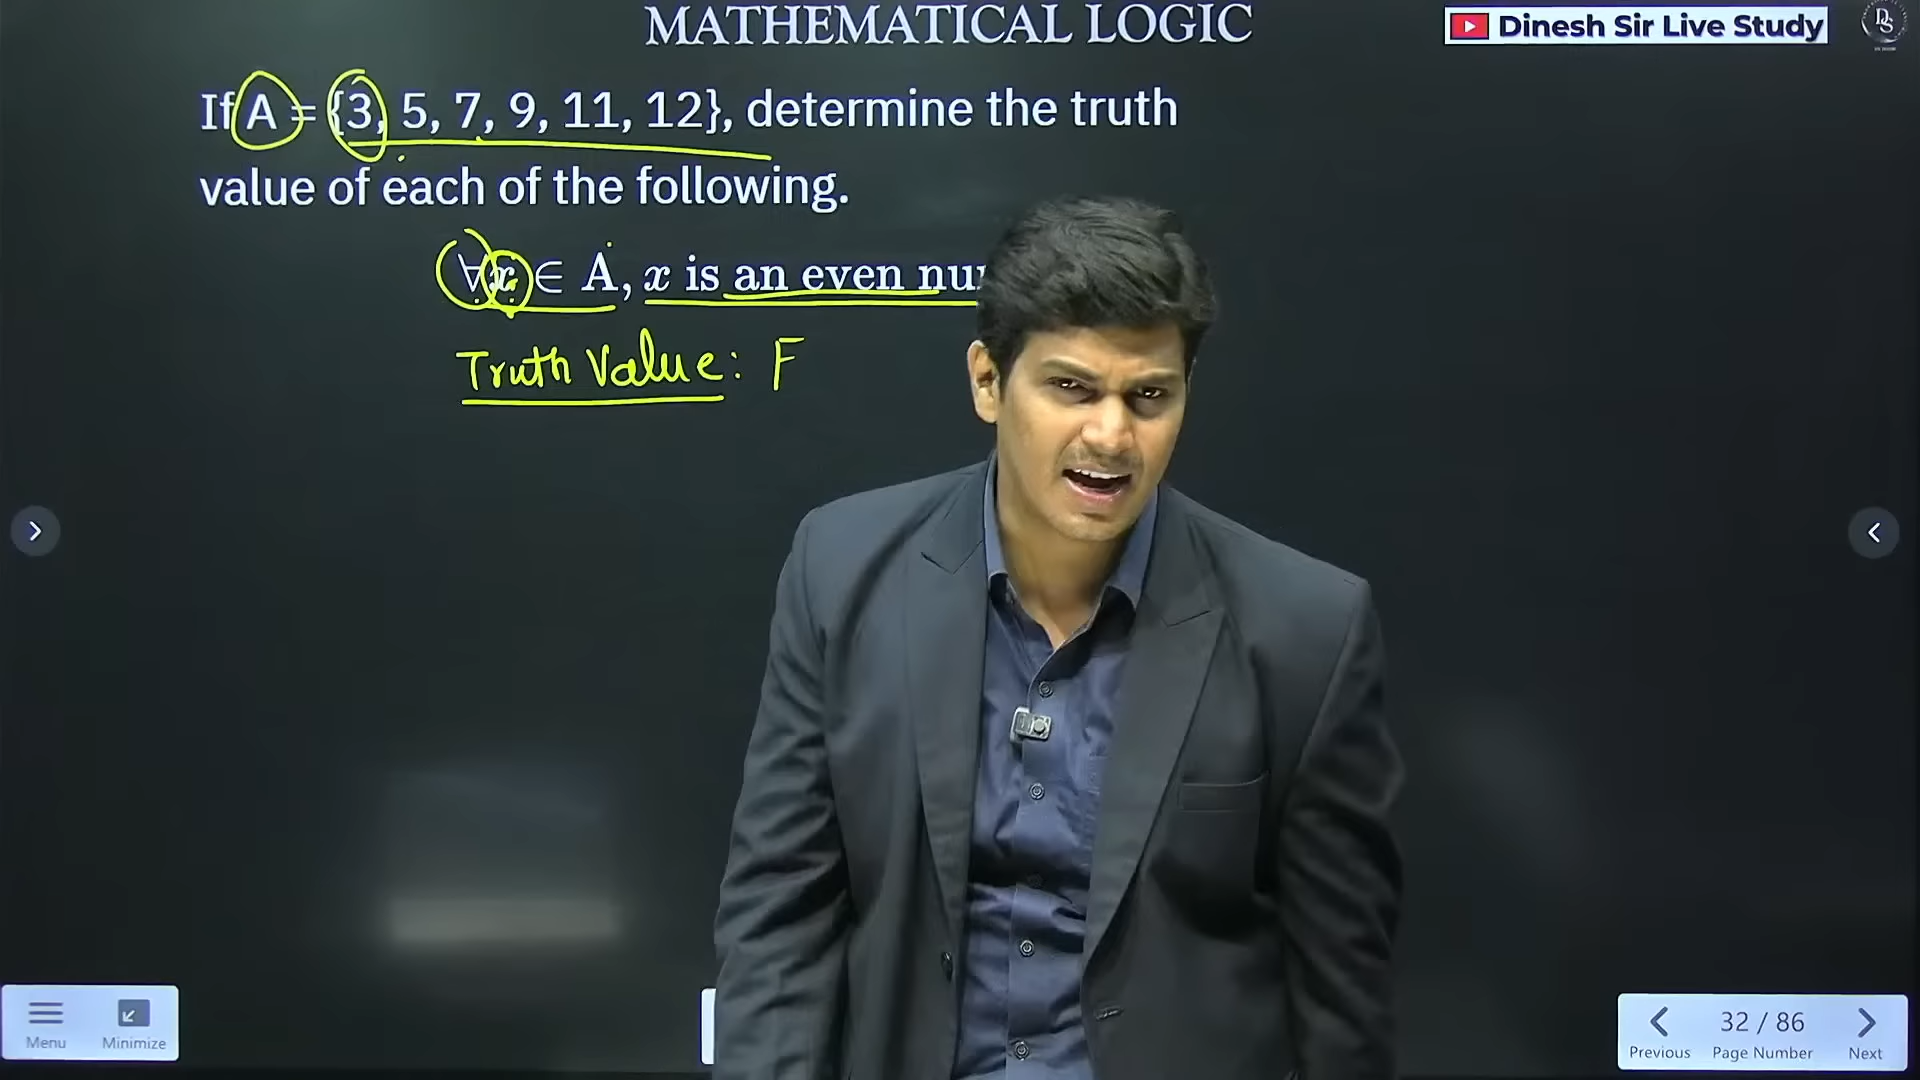 MATHEMATICAL LOGIC
Dinesh Sir Live Study
DS
If A = {3, 5, 7, 9, 11, 12}, determine the truth
value of each of the following.
∀x ∈ A, x is an even
Truth Value: F
Menu
Minimize
32 / 86
Previous
Page Number
Next